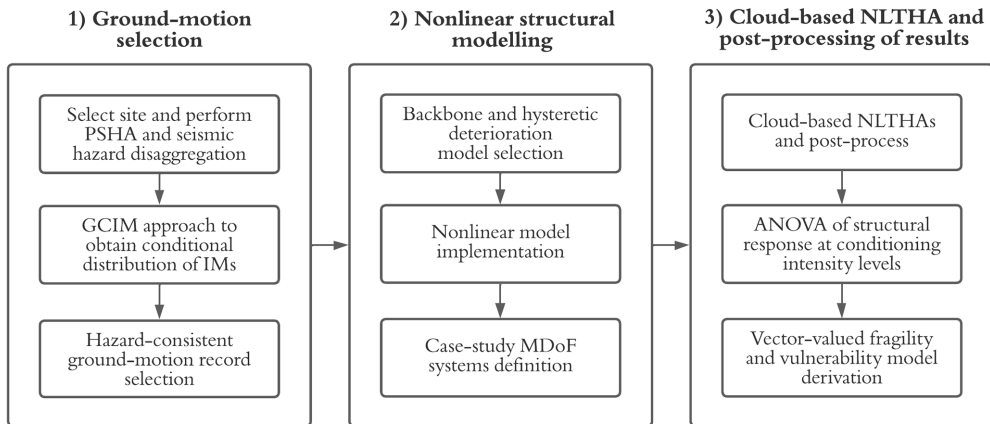 1) Ground-motion
selection
Select site and perform
PSHA and seismic
hazard disaggregation
GCIM approach to
obtain conditional
distribution of IMs
Hazard-consistent
ground-motion record
selection
2) Nonlinear structural
modelling
Backbone and hysteretic
deterioration
model selection
Nonlinear model
implementation
Case-study MDoF
systems definition
3) Cloud-based NLTHA and
post-processing of results
Cloud-based NLTHAs
and post-process
ANOVA of structural
response at conditioning
intensity levels
Vector-valued fragility
and vulnerability model
derivation